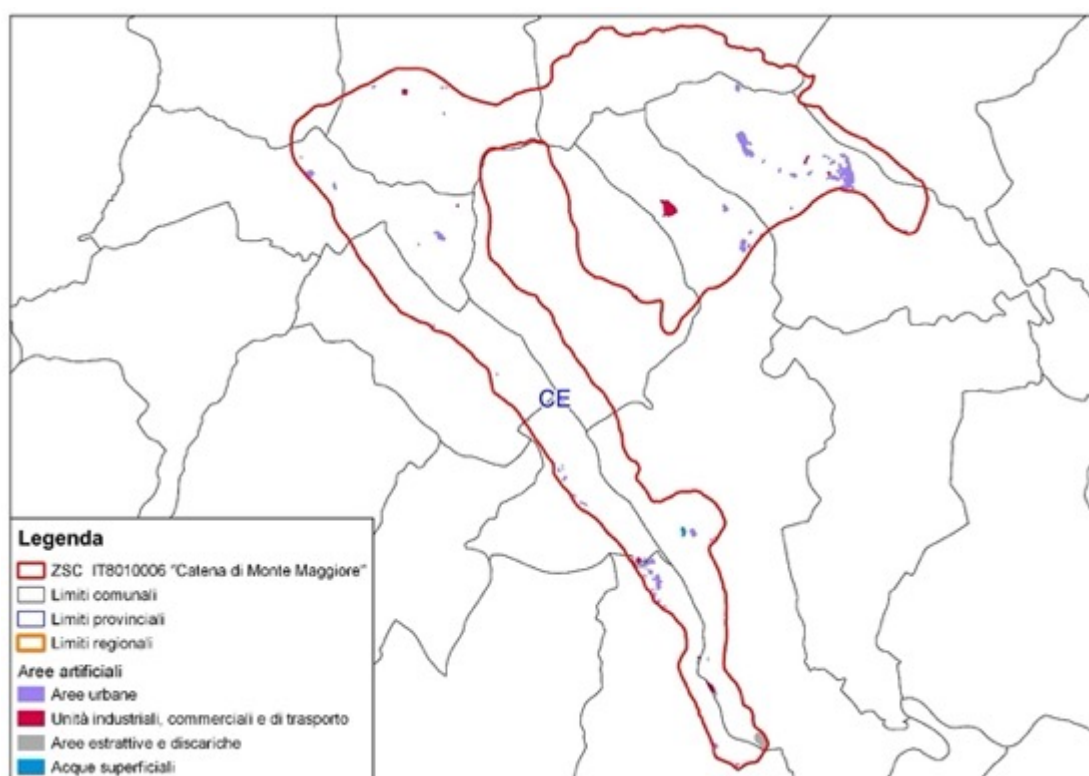 CE
Legenda
ZSC IT8010006 "Catena di Monte Maggiore"
Limiti comunali
Limiti provinciali
Limiti regionali
Aree artificiali
Aree urbane
Unità industriali, commerciali e di trasporto
Aree estrattive e discariche
Acque superficiali